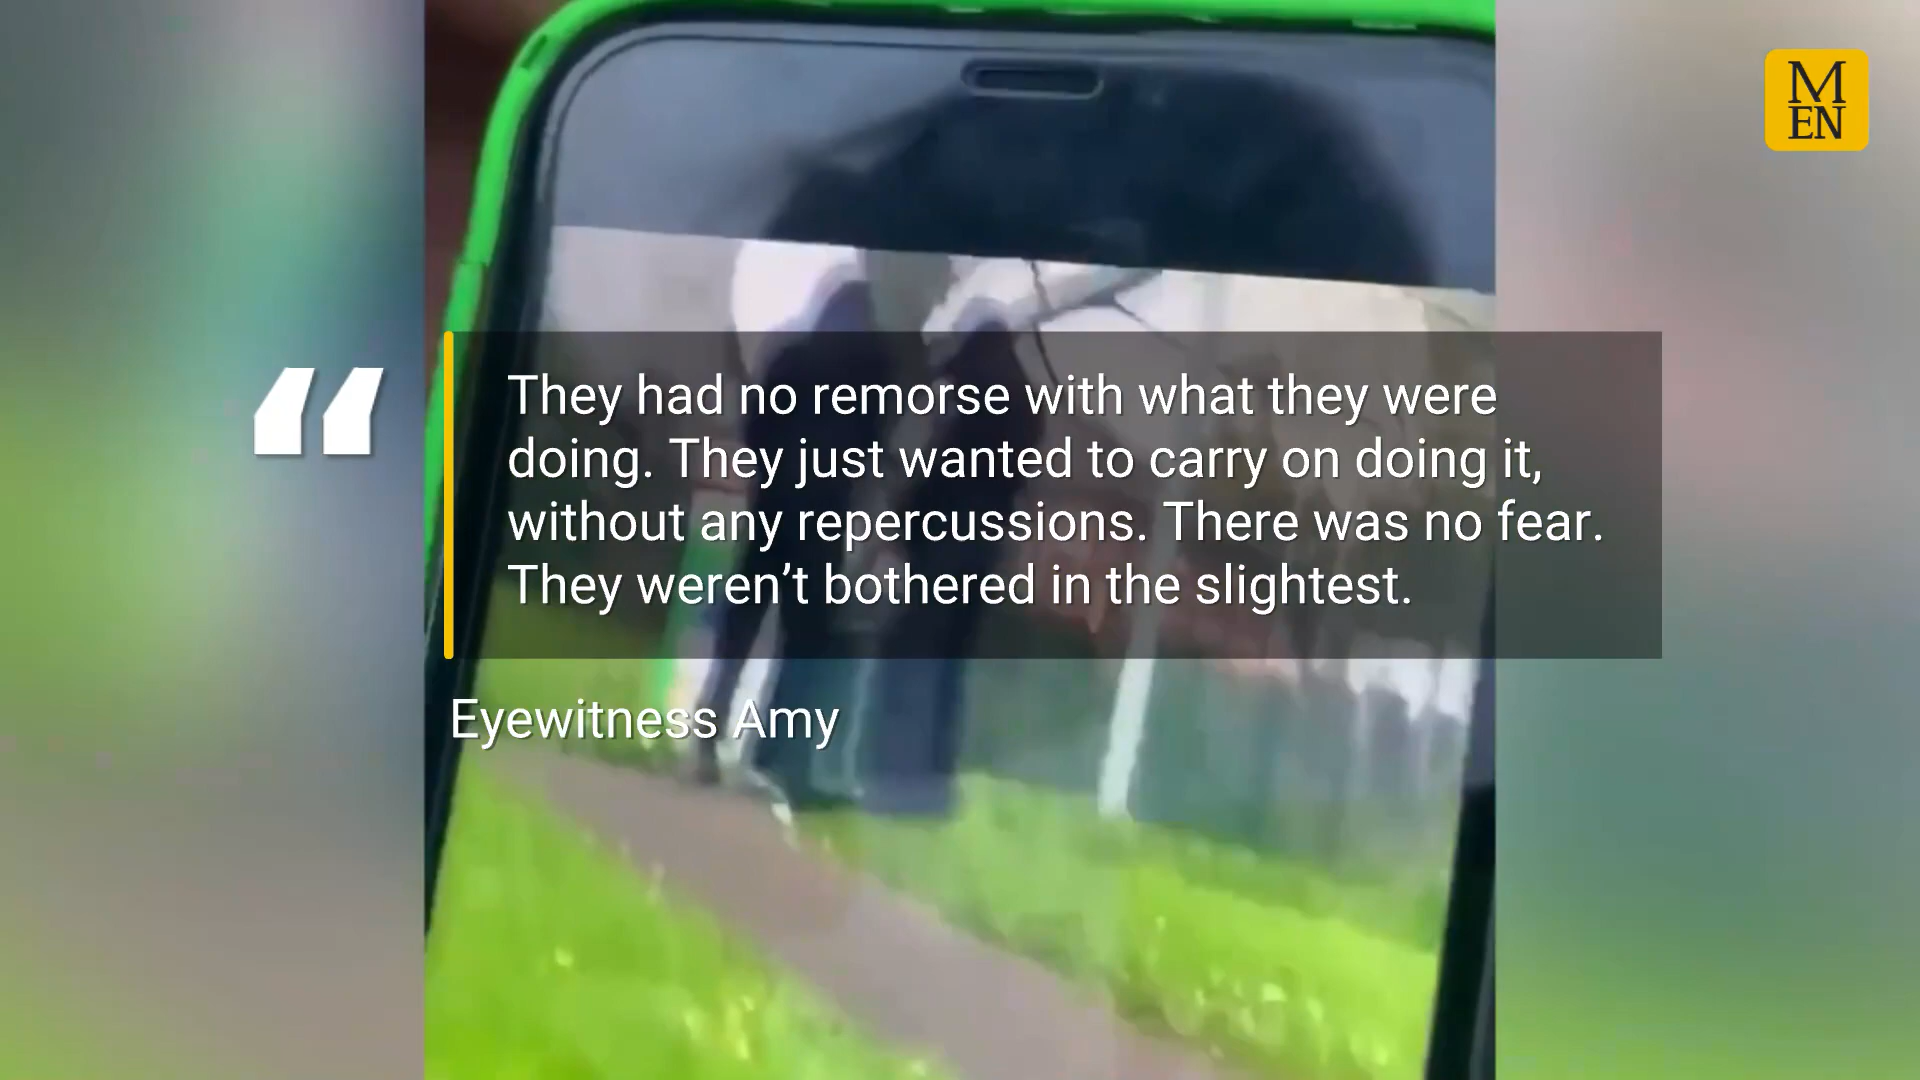 M
EN
“
They had no remorse with what they were
doing. They just wanted to carry on doing it,
without any repercussions. There was no fear.
They weren’t bothered in the slightest.
Eyewitness Amy